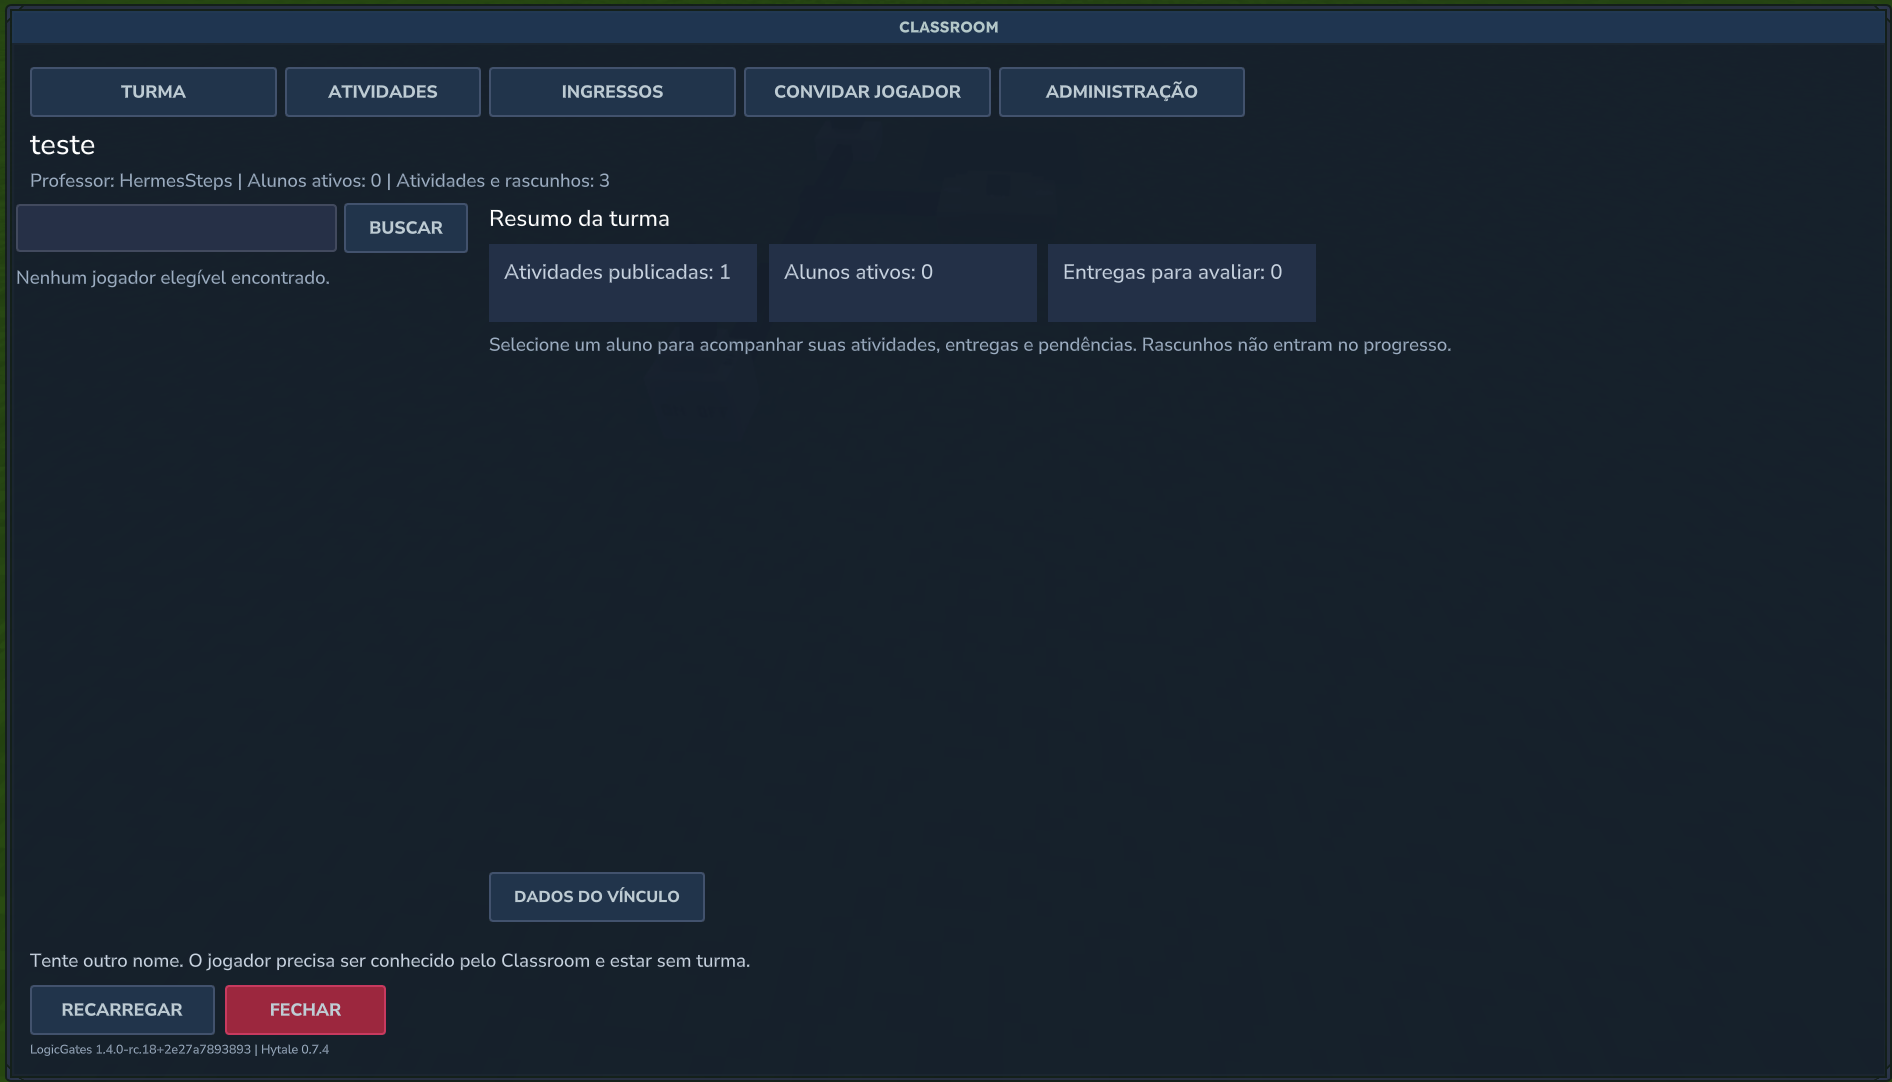 CLASSROOM
TURMA
ATIVIDADES
INGRESSOS
CONVIDAR JOGADOR
ADMINISTRAÇÃO
teste
Professor: HermesSteps | Alunos ativos: 0 | Atividades e rascunhos: 3
BUSCAR
Nenhum jogador elegível encontrado.
Resumo da turma
Atividades publicadas: 1
Alunos ativos: 0
Entregas para avaliar: 0
Selecione um aluno para acompanhar suas atividades, entregas e pendências. Rascunhos não entram no progresso.
DADOS DO VÍNCULO
Tente outro nome. O jogador precisa ser conhecido pelo Classroom e estar sem turma.
RECARREGAR
FECHAR
LogicGates 1.4.0-rc.18+2e27a7893893 | Hytale 0.7.4